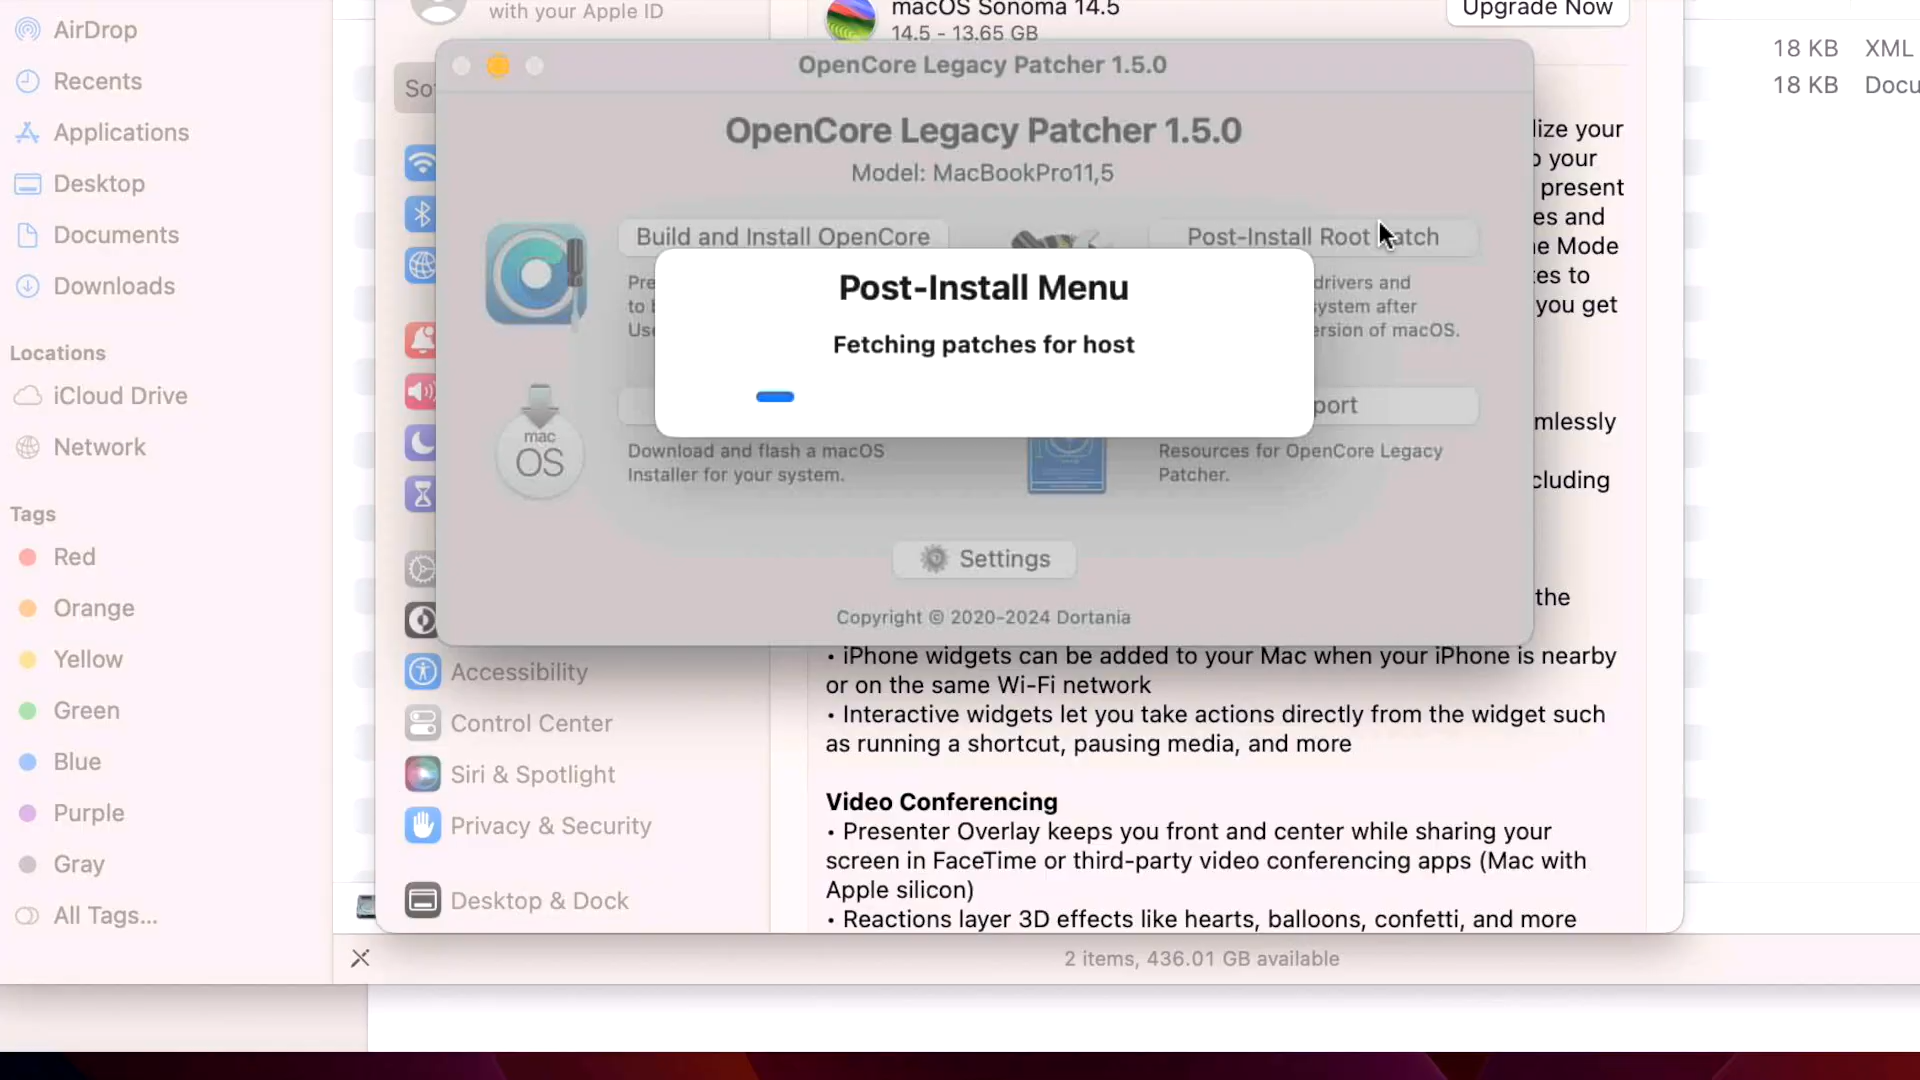 AirDrop
Recents
Applications
Desktop
Documents
Downloads
Locations
iCloud Drive
Network
Tags
Red
Orange
Yellow
Green
Blue
Purple
Gray
All Tags...
with your Apple ID
macOS Sonoma 14.5
14.5 - 13.65 GB
Upgrade Now
18 KB XML
18 KB
OpenCore Legacy Patcher 1.5.0
OpenCore Legacy Patcher 1.5.0
Model: MacBookPro11,5
Build and Install OpenCore
Post-Install Root Patch
drivers and
after
of macOS.
Post-Install Menu
Fetching patches for host
mac
OS
Download and flash a macOS
Installer for your system.
Resources for OpenCore Legacy
Patcher.
Settings
Copyright © 2020-2024 Dortania
your
your
present
and
Mode
to
you get
the
Accessibility
Control Center
Siri & Spotlight
Privacy & Security
Desktop & Dock
• iPhone widgets can be added to your Mac when your iPhone is nearby
or on the same Wi-Fi network
• Interactive widgets let you take actions directly from the widget such
as running a shortcut, pausing media, and more
Video Conferencing
• Presenter Overlay keeps you front and center while sharing your
screen in FaceTime or third-party video conferencing apps (Mac with
Apple silicon)
• Reactions layer 3D effects like hearts, balloons, confetti, and more
2 items, 436.01 GB available